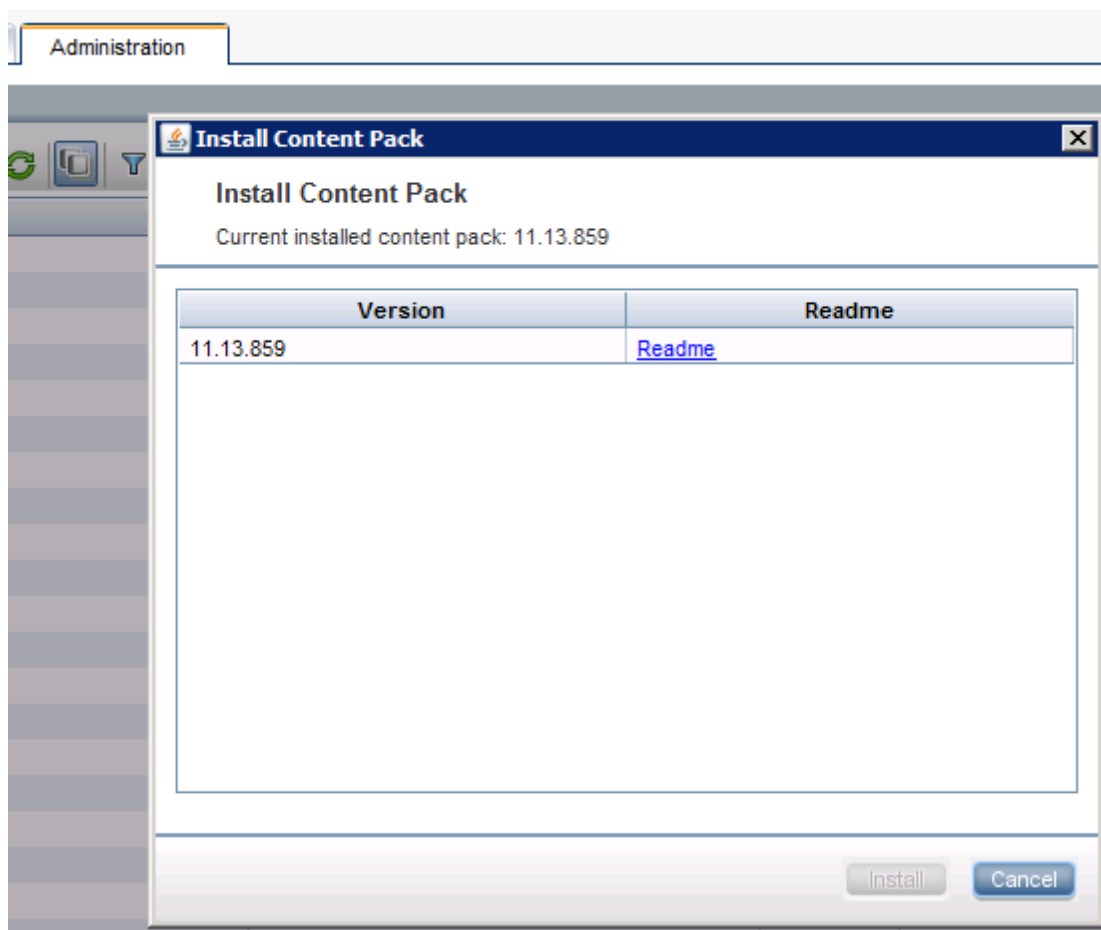 Administration
Install Content Pack
Install Content Pack
Current installed content pack: 11.13.859
Version Readme
11.13.859 Readme
Install Cancel